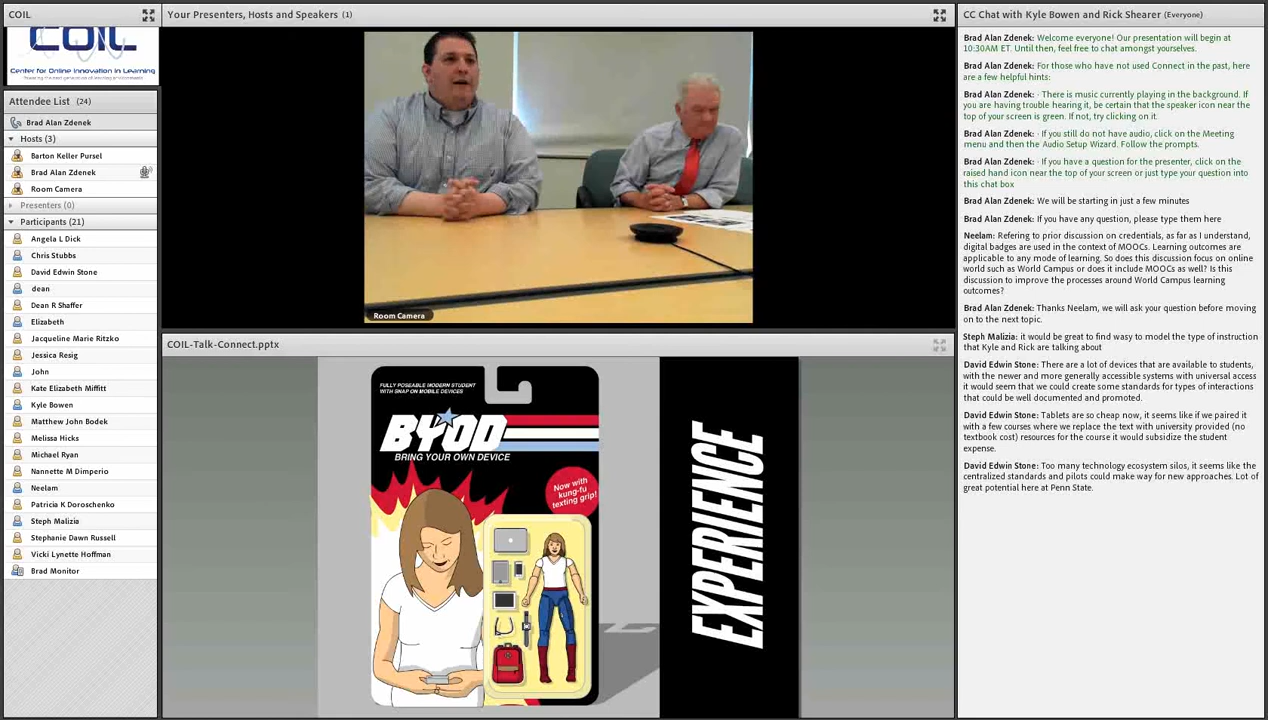 COIL
COIL
Center for Online Innovation in Learning
Attendee List (24)
Brad Alan Zdenek
Hosts (3)
Barton Keller Pursel
Brad Alan Zdenek
Room Camera
Presenters (0)
Participants (21)
Angela L Dick
Chris Stubbs
David Edwin Stone
dean
Dean R Shaffer
Elizabeth
Jacqueline Marie Ritzko
Jessica Resig
John
Kate Elizabeth Miffitt
Kyle Bowen
Matthew John Bodek
Melissa Hicks
Michael Ryan
Nannette M Dimperio
Neelam
Patricia K Doroschenko
Steph Malizia
Stephanie Dawn Russell
Vicki Lynette Hoffman
Brad Monitor
Your Presenters, Hosts and Speakers (1)
Room Camera
COIL-Talk-Connect.pptx
FULLY POSEABLE MODERN STUDENT
WITH SNAP ON MOBILE DEVICES
BYOD
BRING YOUR OWN DEVICE
Now with
kung-fu
texting grip!
EXPERIENCE
CC Chat with Kyle Bowen and Rick Shearer (Everyone)
Brad Alan Zdenek: Welcome everyone! Our presentation will begin at
10:30AM ET. Until then, feel free to chat amongst yourselves.
Brad Alan Zdenek: For those who have not used Connect in the past, here
are a few helpful hints:
Brad Alan Zdenek: · There is music currently playing in the background. If
you are having trouble hearing it, be certain that the speaker icon near the
top of your screen is green. If not, try clicking on it.
Brad Alan Zdenek: · If you still do not have audio, click on the Meeting
menu and then the Audio Setup Wizard. Follow the prompts.
Brad Alan Zdenek: · If you have a question for the presenter, click on the
raised hand icon near the top of your screen or just type your question into
this chat box
Brad Alan Zdenek: We will be starting in just a few minutes
Brad Alan Zdenek: If you have any question, please type them here
Neelam: Refering to prior discussion on credentials, as far as I understand,
digital badges are used in the context of MOOCs. Learning outcomes are
applicable to any mode of learning. So does this discussion focus on online
world such as World Campus or does it include MOOCs as well? Is this
discussion to improve the processes around World Campus learning
outcomes?
Brad Alan Zdenek: Thanks Neelam, we will ask your question before moving
on to the next topic.
Steph Malizia: it would be great to find wasy to model the type of instruction
that Kyle and Rick are talking about
David Edwin Stone: There are a lot of devices that are available to students,
with the newer and more generally accessible systems with universal access
it would seem that we could create some standards for types of interactions
that could be well documented and promoted.
David Edwin Stone: Tablets are so cheap now, it seems like if we paired it
with a few courses where we replace the text with university provided (no
textbook cost) resources for the course it would subsidize the student
expense.
David Edwin Stone: Too many technology ecosystem silos, it seems like the
centralized standards and pilots could make way for new approaches. Lot of
great potential here at Penn State.